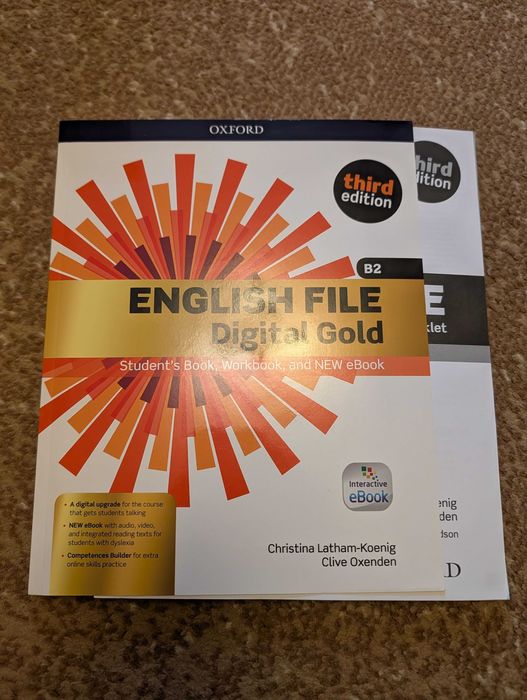 OXFORD
third
edition
B2
ENGLISH FILE
Digital Gold
Student's Book, Workbook, and NEW eBook
• A digital upgrade for the course
that gets students talking
• NEW eBook with audio, video,
and integrated reading texts for
students with dyslexia
• Competences Builder for extra
online skills practice
Interactive
eBook
Christina Latham-Koenig
Clive Oxenden
hird
dition
E
klet
enig
den
dson
RD